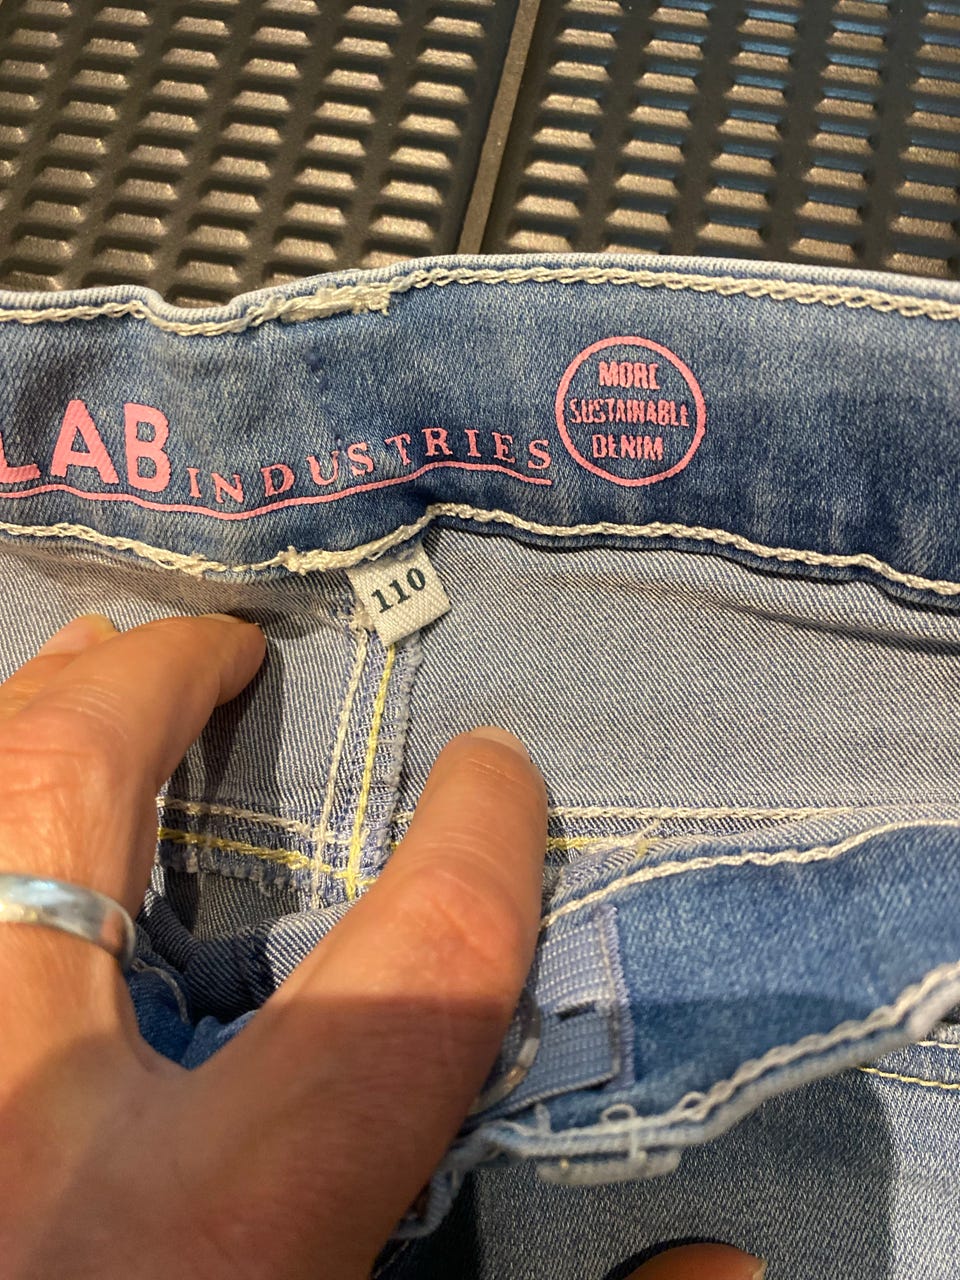 LAB INDUSTRIES
MORE
SUSTAINABLE
DENIM
110